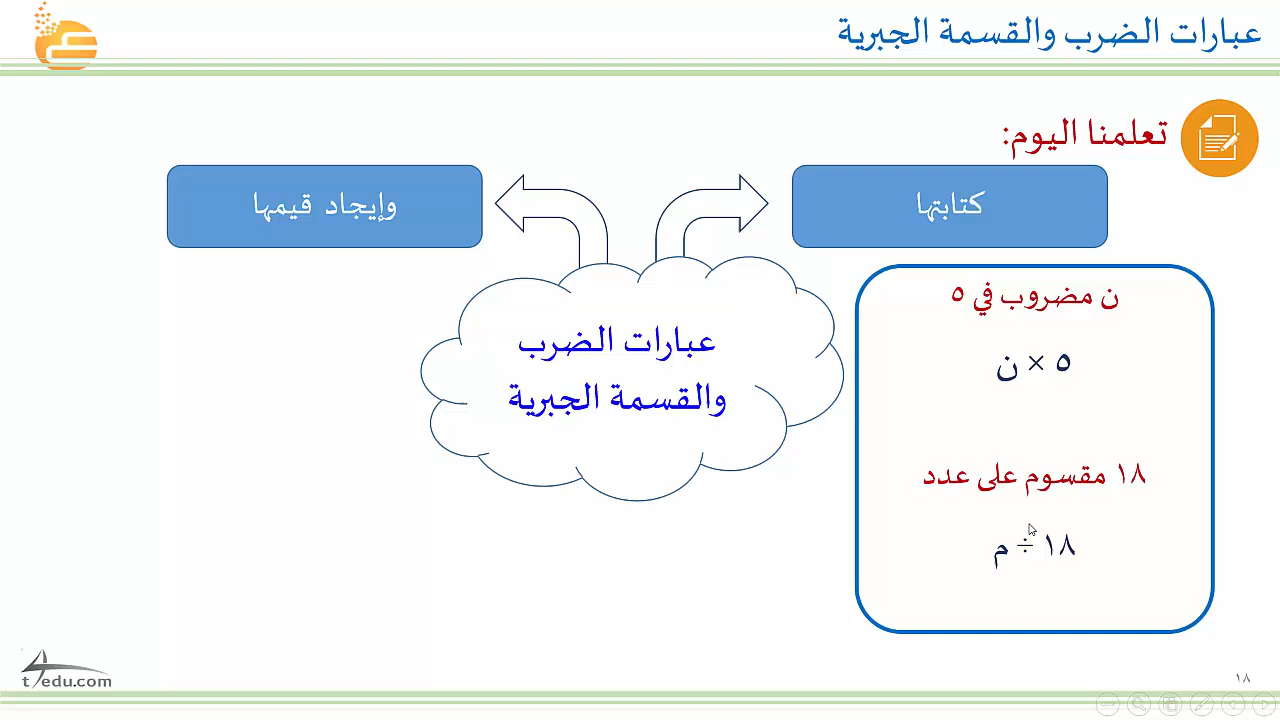 عبارات الضرب والقسمة الجبرية
تعلمنا اليوم:
كتابتها
وإيجاد قيمها
عبارات الضرب
والقسمة الجبرية
ن مضروب في ٥
٥ × ن
١٨ مقسوم على عدد
١٨ ÷ م
t4edu.com
١٨